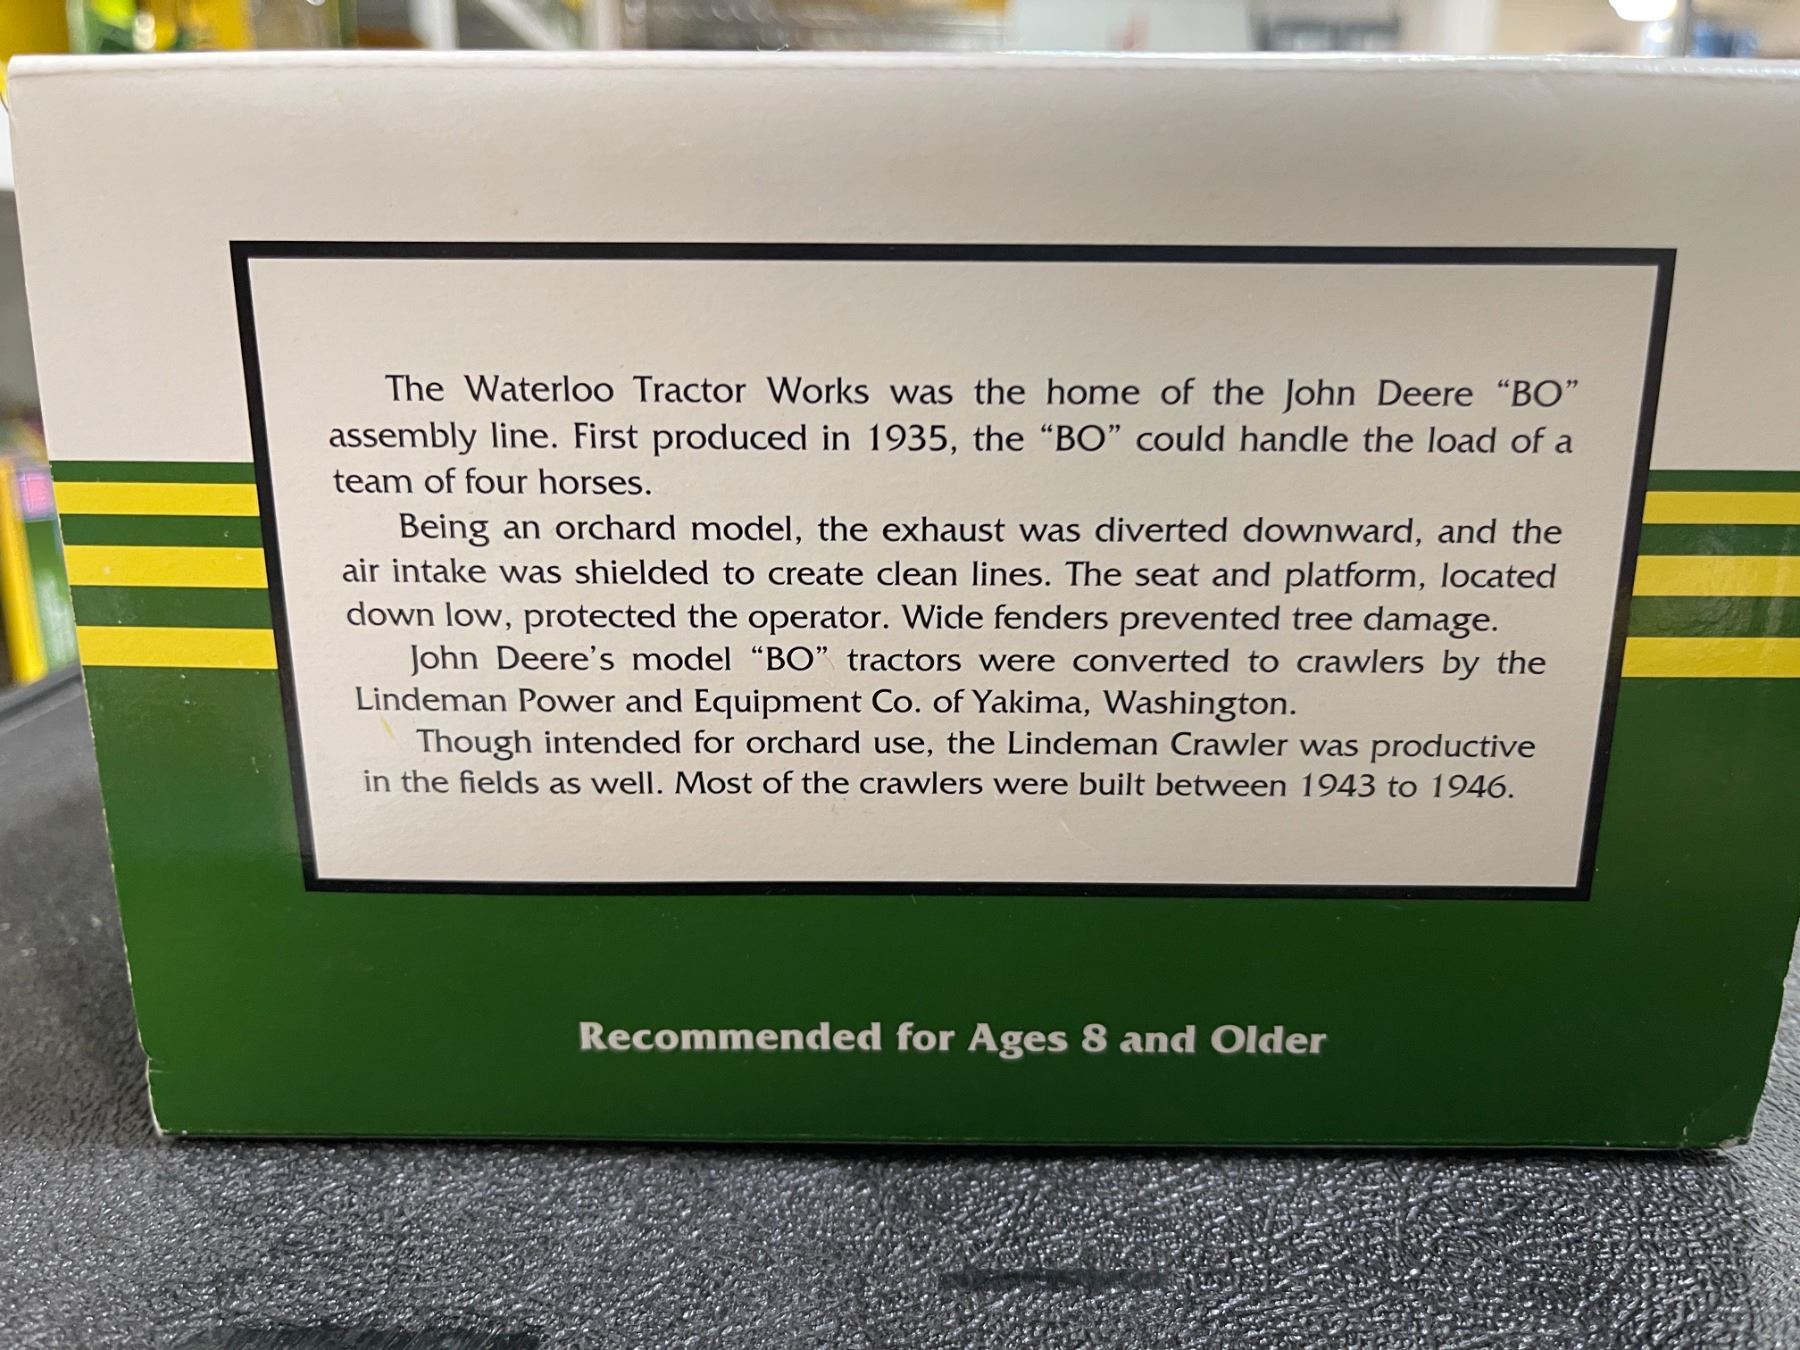 The Waterloo Tractor Works was the home of the John Deere “BO”
assembly line. First produced in 1935, the “BO” could handle the load of a
team of four horses.
Being an orchard model, the exhaust was diverted downward, and the
air intake was shielded to create clean lines. The seat and platform, located
down low, protected the operator. Wide fenders prevented tree damage.
John Deere’s model “BO” tractors were converted to crawlers by the
Lindeman Power and Equipment Co. of Yakima, Washington.
Though intended for orchard use, the Lindeman Crawler was productive
in the fields as well. Most of the crawlers were built between 1943 to 1946.
Recommended for Ages 8 and Older